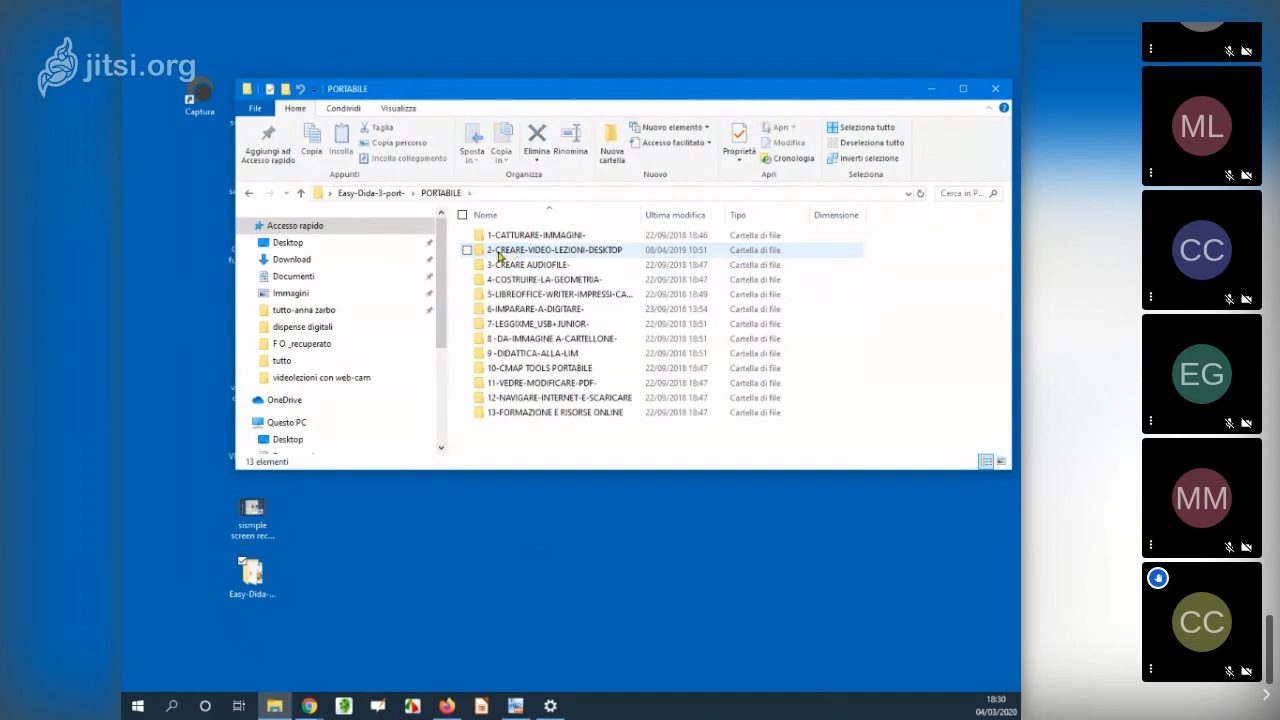 jitsi.org
Captura
PORTABILE
File Home Condividi Visualizza
Aggiungi ad Accesso rapido
Copia
Incolla
Taglia
Copia percorso
Incolla collegamento
Appunti
Sposta in
Copia in
Elimina
Rinomina
Organizza
Nuova cartella
Nuovo elemento
Accesso facilitato
Nuovo
Proprietà
Apri
Modifica
Cronologia
Apri
Seleziona tutto
Deseleziona tutto
Inverti selezione
Seleziona
Easy-Dida-3-port- › PORTABILE ›
Cerca in P...
Nome Ultima modifica Tipo Dimensione
1-CATTURARE-IMMAGINI- 22/09/2018 18:46 Cartella di file
2-CREARE-VIDEO-LEZIONI-DESKTOP 08/04/2019 10:51 Cartella di file
3-CREARE AUDIOFILE- 22/09/2018 18:47 Cartella di file
4-COSTRUIRE-LA-GEOMETRIA- 22/09/2018 18:47 Cartella di file
5-LIBREOFFICE-WRITER-IMPRESSI-CA... 22/09/2018 18:49 Cartella di file
6-IMPARARE-A-DIGITARE- 23/09/2018 13:54 Cartella di file
7-LEGGIXME_USB+JUNIOR- 22/09/2018 18:51 Cartella di file
8 -DA-IMMAGINE A-CARTELLONE- 22/09/2018 18:51 Cartella di file
9 -DIDATTICA-ALLA-LIM 22/09/2018 18:51 Cartella di file
10-CMAP TOOLS PORTABILE 22/09/2018 18:47 Cartella di file
11-VEDRE-MODIFICARE-PDF- 22/09/2018 18:47 Cartella di file
12-NAVIGARE-INTERNET-E-SCARICARE 22/09/2018 18:47 Cartella di file
13-FORMAZIONE E RISORSE ONLINE 22/09/2018 18:47 Cartella di file
Accesso rapido
Desktop
Download
Documenti
Immagini
tutto-anna zarbo
dispense digitali
F O _recuperato
tutto
videolezioni con web-cam
OneDrive
Questo PC
Desktop
13 elementi
sismple
screen rec...
Easy-Dida-...
18:30
04/03/2020
ML
CC
EG
MM
CC